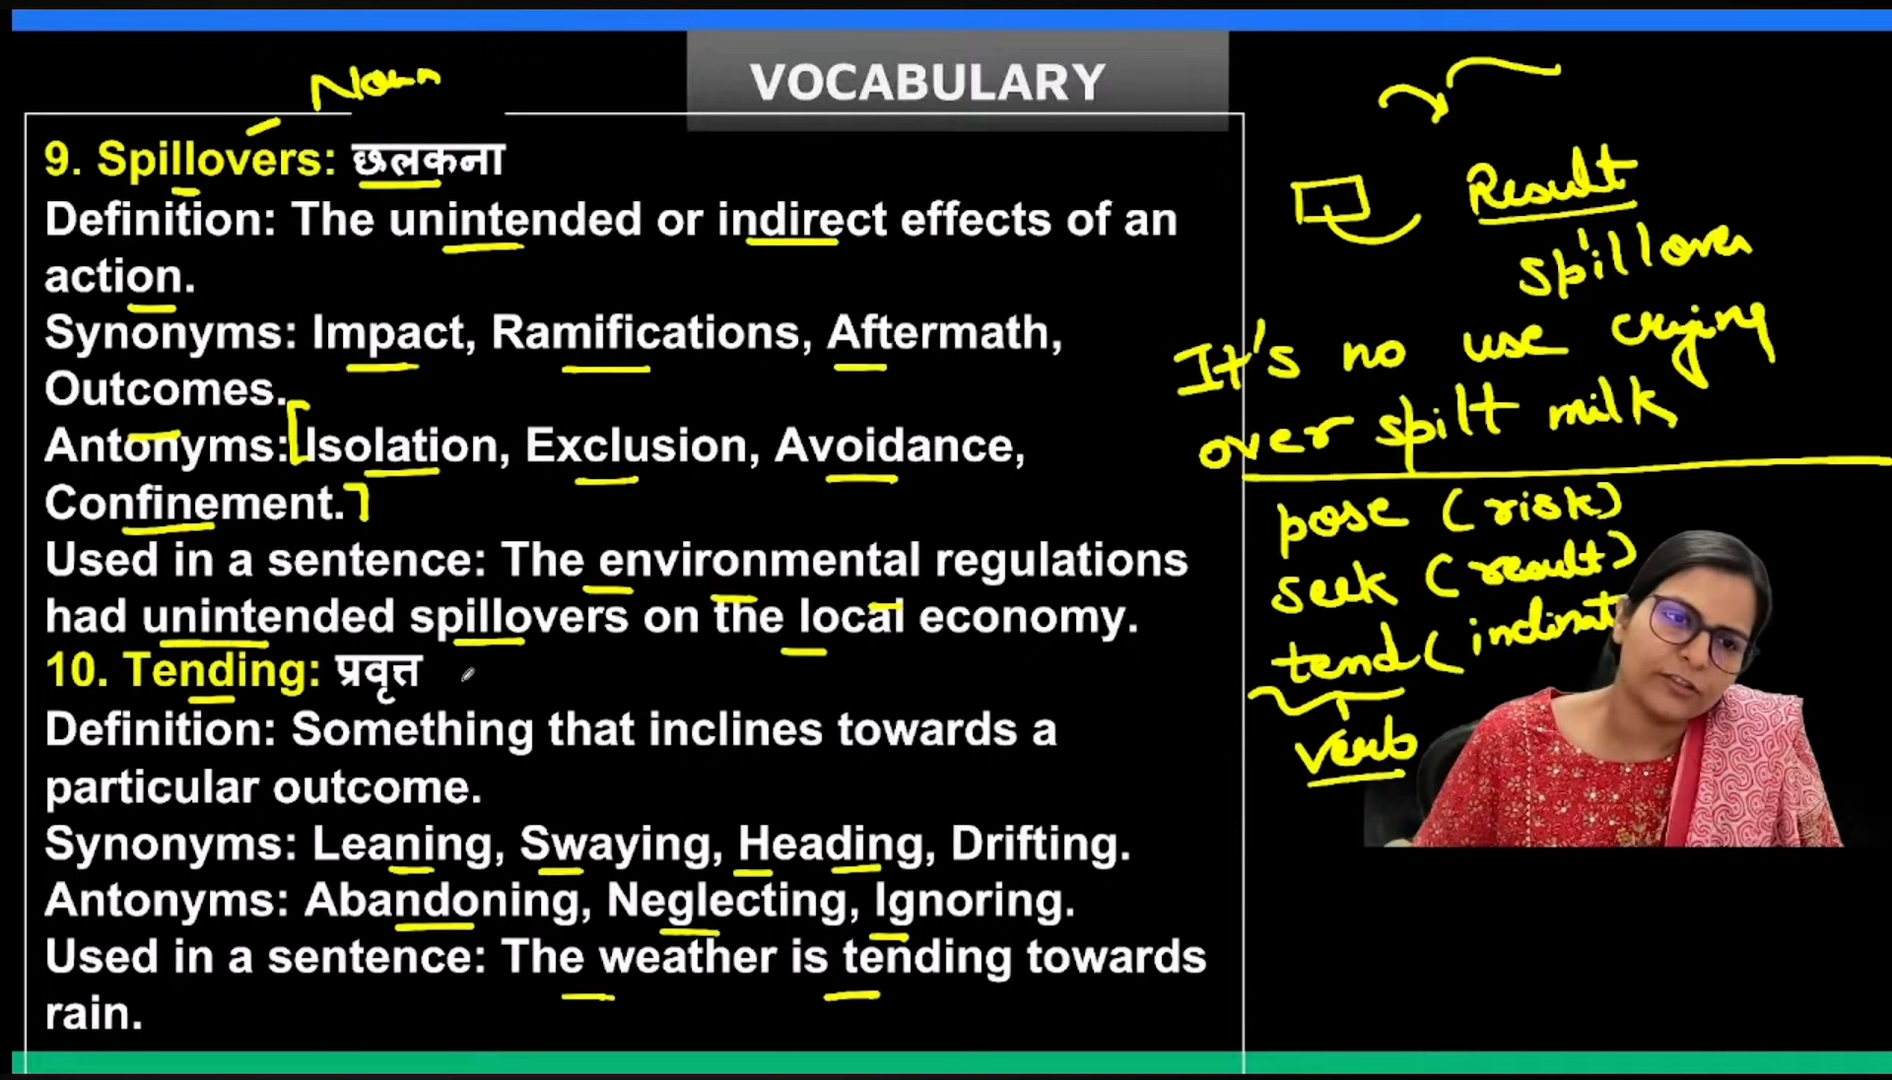 VOCABULARY
Noun
9. Spillovers: छलकना
Definition: The unintended or indirect effects of an
action.
Synonyms: Impact, Ramifications, Aftermath,
Outcomes.
Antonyms: Isolation, Exclusion, Avoidance,
Confinement.
Used in a sentence: The environmental regulations
had unintended spillovers on the local economy.
10. Tending: प्रवृत्त
Definition: Something that inclines towards a
particular outcome.
Synonyms: Leaning, Swaying, Heading, Drifting.
Antonyms: Abandoning, Neglecting, Ignoring.
Used in a sentence: The weather is tending towards
rain.
Result
spillover
It's no use crying
over spilt milk
pose (risk)
seek (result)
tend (inclinat
verb